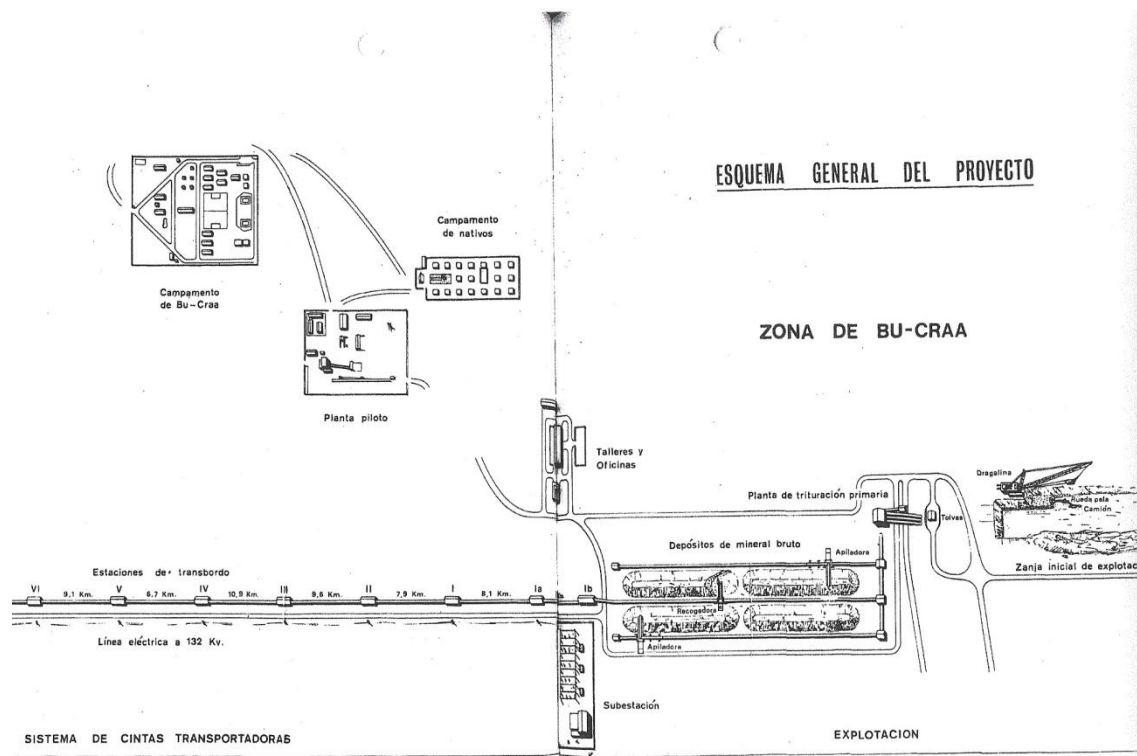 ESQUEMA GENERAL DEL PROYECTO
Campamento
de nativos
Campamento
de Bu-Craa
ZONA DE BU-CRAA
Planta piloto
Talleres y
Oficinas
Dragalina
Planta de trituración primaria
Rueda pala
Camión
Tolvas
Depósitos de mineral bruto
Apiladora
Zanja inicial de explotac
Estaciones de transbordo
VI 9,1 Km. V 6,7 Km. IV 10,9 Km. III 9,6 Km. II 7,9 Km. I 8,1 Km. Ia Ib
Recogedora
Línea eléctrica a 132 Kv.
Apiladora
Subestación
SISTEMA DE CINTAS TRANSPORTADORAS
EXPLOTACION